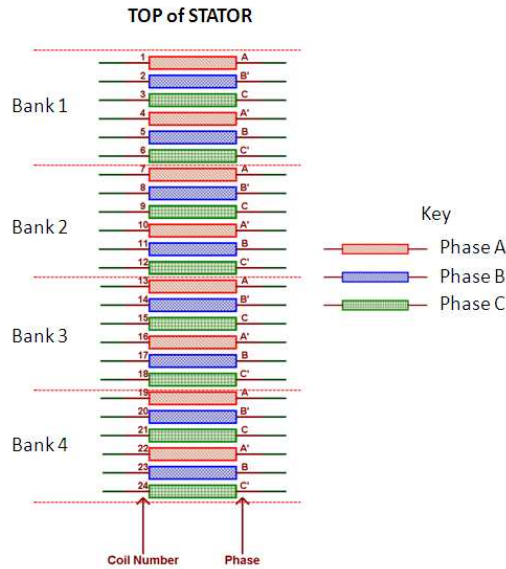 TOP of STATOR
Bank 1
1 A
2 B'
3 C
4 A'
5 B
6 C'
Bank 2
7 A
8 B'
9 C
10 A'
11 B
12 C'
Bank 3
13 A
14 B'
15 C
16 A'
17 B
18 C'
Bank 4
19 A
20 B'
21 C
22 A'
23 B
24 C'
Key
Phase A
Phase B
Phase C
Coil Number
Phase